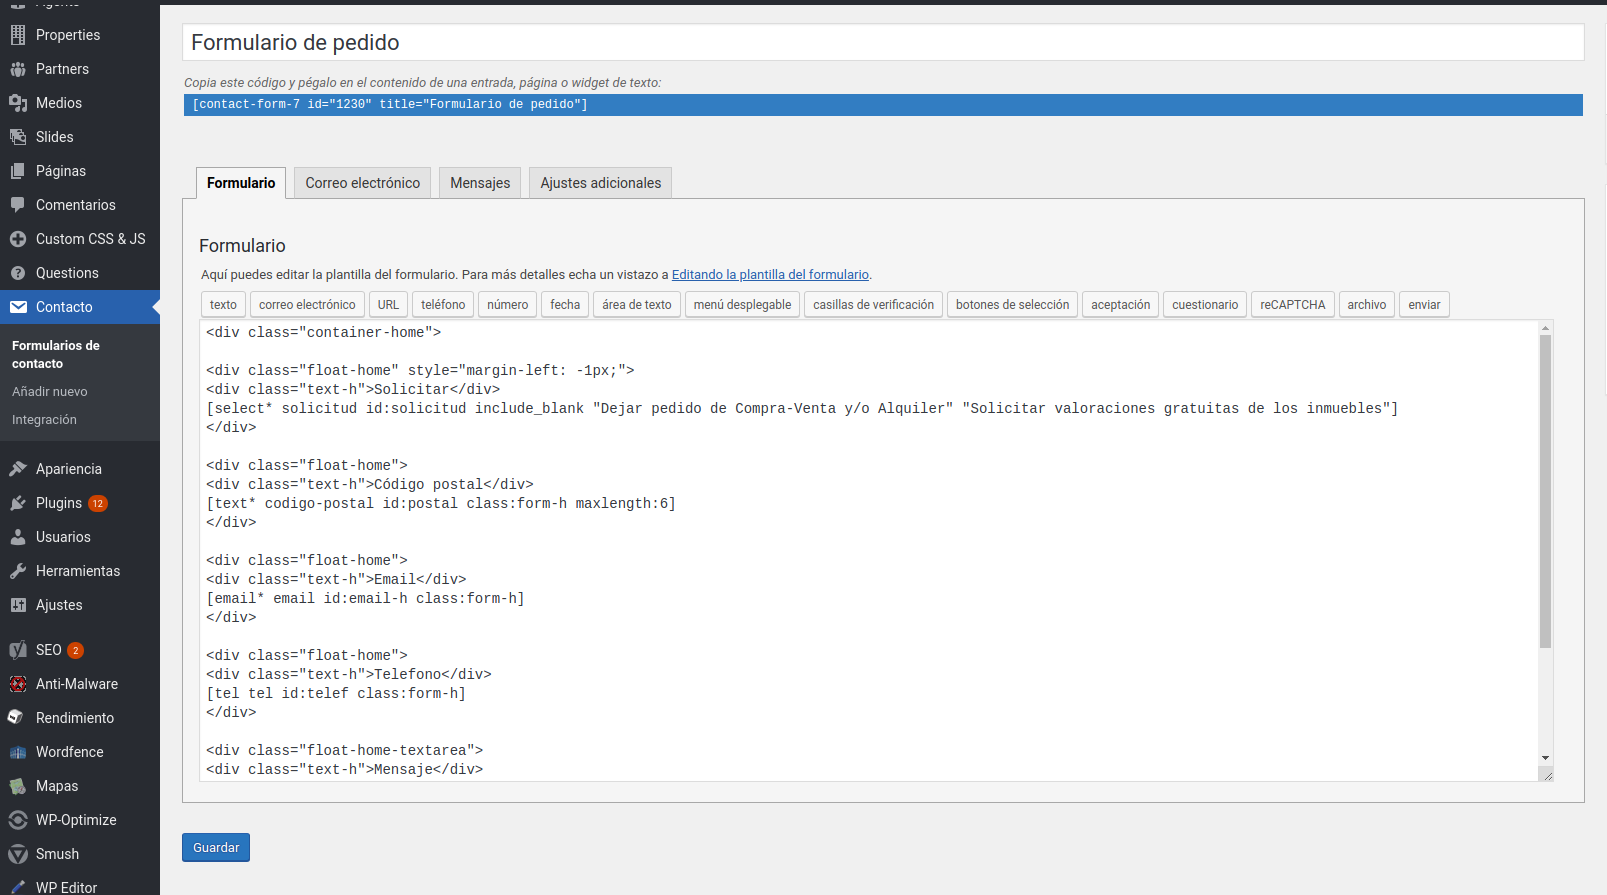 Agents
Properties
Partners
Medios
Slides
Páginas
Comentarios
Custom CSS & JS
Questions
Contacto
Formularios de
contacto
Añadir nuevo
Integración
Apariencia
Plugins 12
Usuarios
Herramientas
Ajustes
SEO 2
Anti-Malware
Rendimiento
Wordfence
Mapas
WP-Optimize
Smush
WP Editor
Formulario de pedido
Copia este código y pégalo en el contenido de una entrada, página o widget de texto:
[contact-form-7 id="1230" title="Formulario de pedido"]
Formulario Correo electrónico Mensajes Ajustes adicionales
Formulario
Aquí puedes editar la plantilla del formulario. Para más detalles echa un vistazo a Editando la plantilla del formulario.
texto correo electrónico URL teléfono número fecha área de texto menú desplegable casillas de verificación botones de selección aceptación cuestionario reCAPTCHA archivo enviar
<div class="container-home">
<div class="float-home" style="margin-left: -1px;">
<div class="text-h">Solicitar</div>
[select* solicitud id:solicitud include_blank "Dejar pedido de Compra-Venta y/o Alquiler" "Solicitar valoraciones gratuitas de los inmuebles"]
</div>
<div class="float-home">
<div class="text-h">Código postal</div>
[text* codigo-postal id:postal class:form-h maxlength:6]
</div>
<div class="float-home">
<div class="text-h">Email</div>
[email* email id:email-h class:form-h]
</div>
<div class="float-home">
<div class="text-h">Telefono</div>
[tel tel id:telef class:form-h]
</div>
<div class="float-home-textarea">
<div class="text-h">Mensaje</div>
Guardar